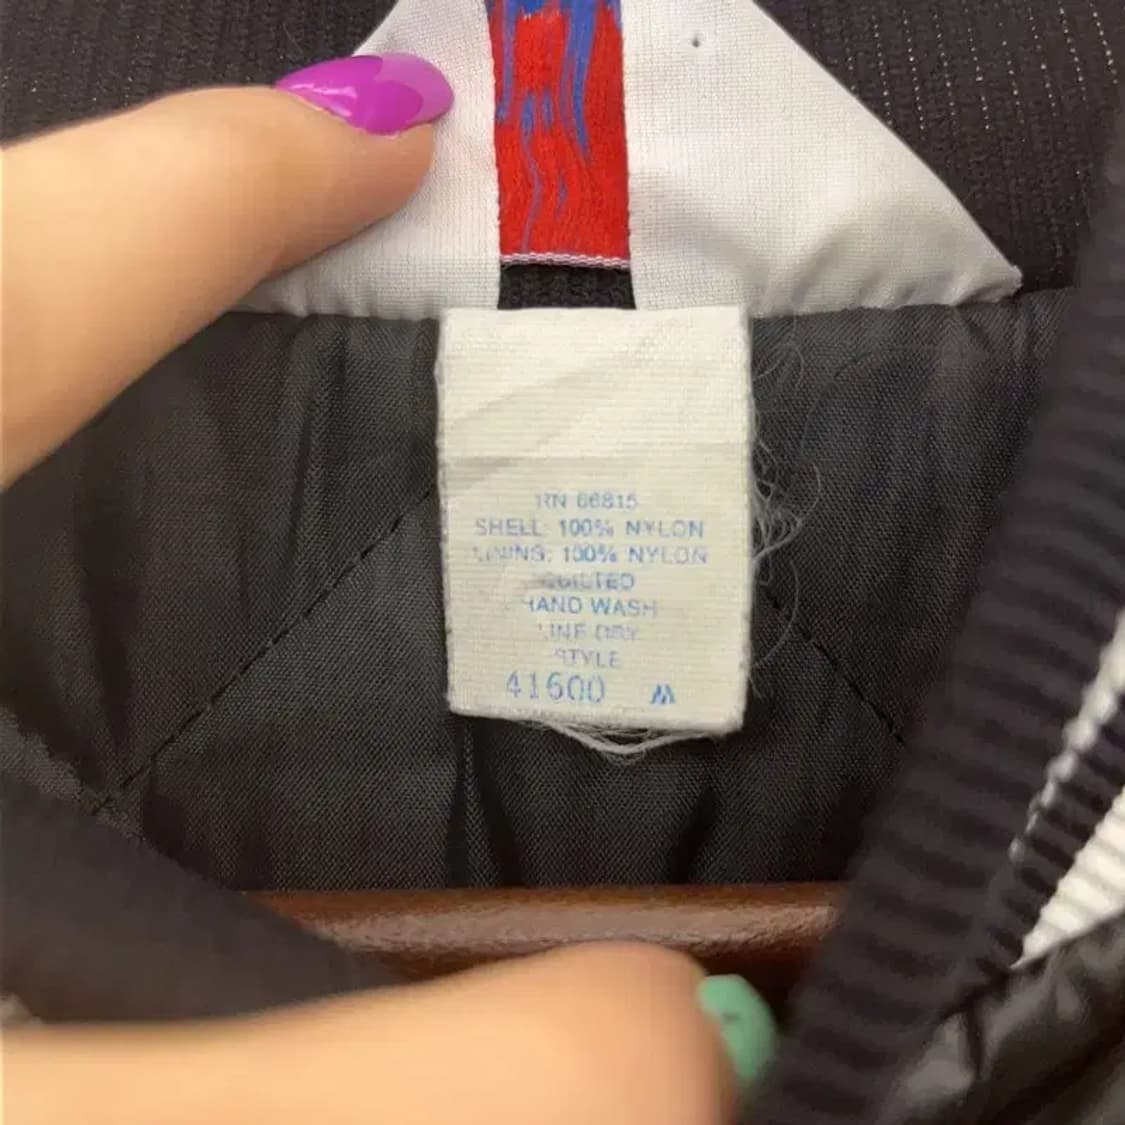 RN 66815
SHELL: 100% NYLON
LINING: 100% NYLON
QUILTED
HAND WASH
LINE DRY
STYLE
41600 M